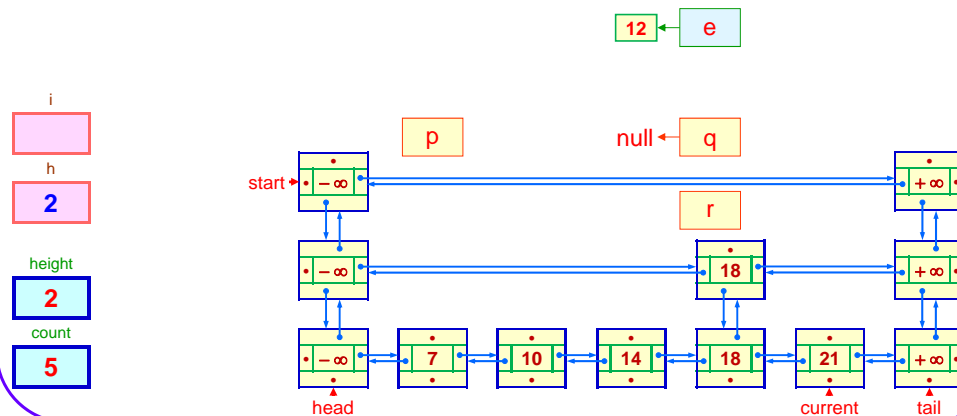 12 e
i
p
null q
h
2
start - ∞ + ∞
r
height
2
- ∞ 18 + ∞
count
5
- ∞ 7 10 14 18 21 + ∞
head current tail